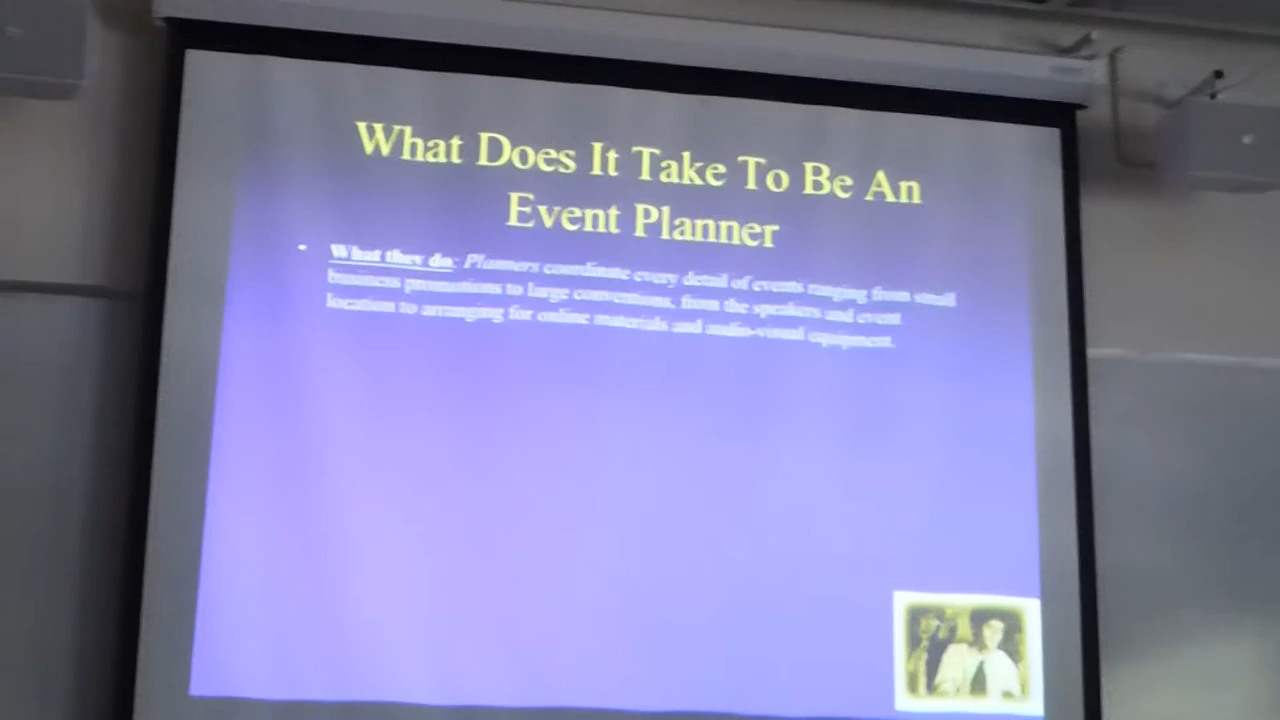 What Does It Take To Be An
Event Planner
• What they do: Planners coordinate every detail of events ranging from small
business promotions to large conventions, from the speakers and event
location to arranging for online materials and audio-visual equipment.